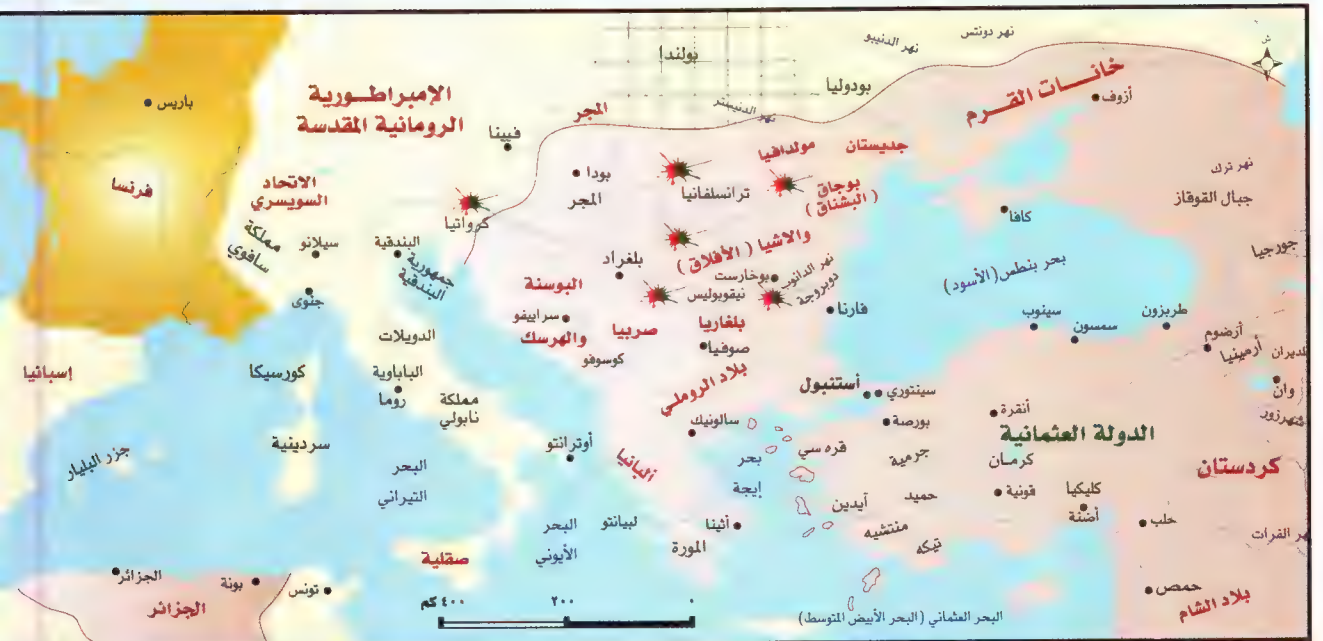 بولندا
نهر الدنيبو
نهر دونتس
ش
باريس
الإمبراطورية
الرومانية المقدسة
فيينا
المجر
نهر الدنيستر
بودوليا
خانات القرم
أزوف
فرنسا
الاتحاد
السويسري
مملكة
سافوي
سيلانو
البندقية
جمهورية
البندقية
جنوى
كرواتيا
بودا
المجر
ترانسلفانيا
مولدافيا
جديستان
بوجاق
(البشناق)
نهر ترك
جبال القوقاز
كافا
جورجيا
والاشيا (الأفلاق)
بلغراد
بوخارست
نهر الدانوب
دوبروجة
نيقوبوليس
بحر بنطس(الأسود)
البوسنة
سراييفو
والهرسك
صربيا
كوسوفو
بلغاريا
صوفيا
فارنا
سينوب
سمسون
طربزون
أرضوم
أرمينيا
وان
إسبانيا
كورسيكا
الدويلات
الباباوية
روما
مملكة
نابولي
بلاد الروملي
سالونيك
أستنبول
سينتوري
بورصة
أنقرة
الدولة العثمانية
كردستان
جزر البليار
سردينية
البحر
التيراني
أوترانتو
ألبانيا
بحر
إيجة
قره سي
جرمية
كرمان
قونية
كليكيا
أضنة
حميد
آيدين
منتشيه
تيكه
حلب
نهر الفرات
البحر
الأيوني
لبيانتو
أثينا
المورة
صقلية
الجزائر
الجزائر
بونة
تونس
٤٠٠ كم
٢٠٠
٠
البحر العثماني (البحر الأبيض المتوسط)
حمص
بلاد الشام